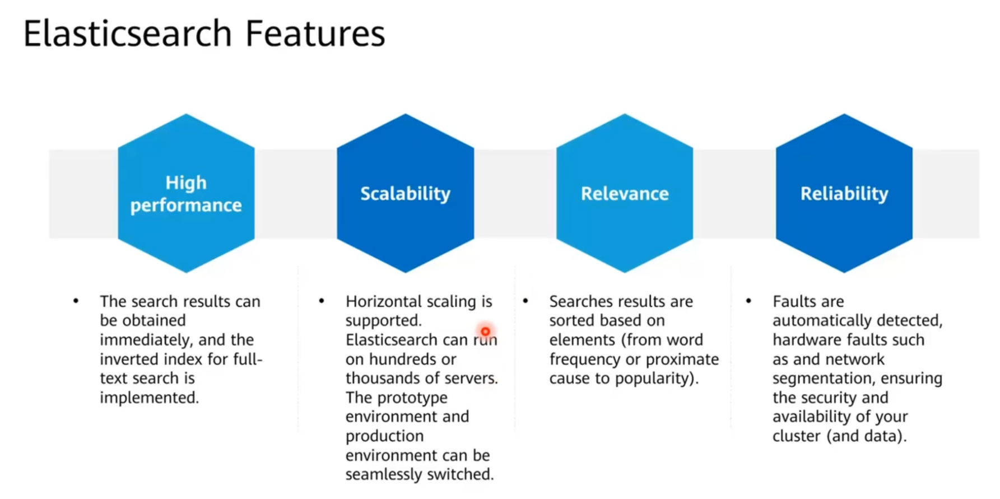 Elasticsearch Features
High
performance
Scalability
Relevance
Reliability
• The search results can
be obtained
immediately, and the
inverted index for full-
text search is
implemented.
• Horizontal scaling is
supported.
Elasticsearch can run
on hundreds or
thousands of servers.
The prototype
environment and
production
environment can be
seamlessly switched.
• Searches results are
sorted based on
elements (from word
frequency or proximate
cause to popularity).
• Faults are
automatically detected,
hardware faults such
as and network
segmentation, ensuring
the security and
availability of your
cluster (and data).